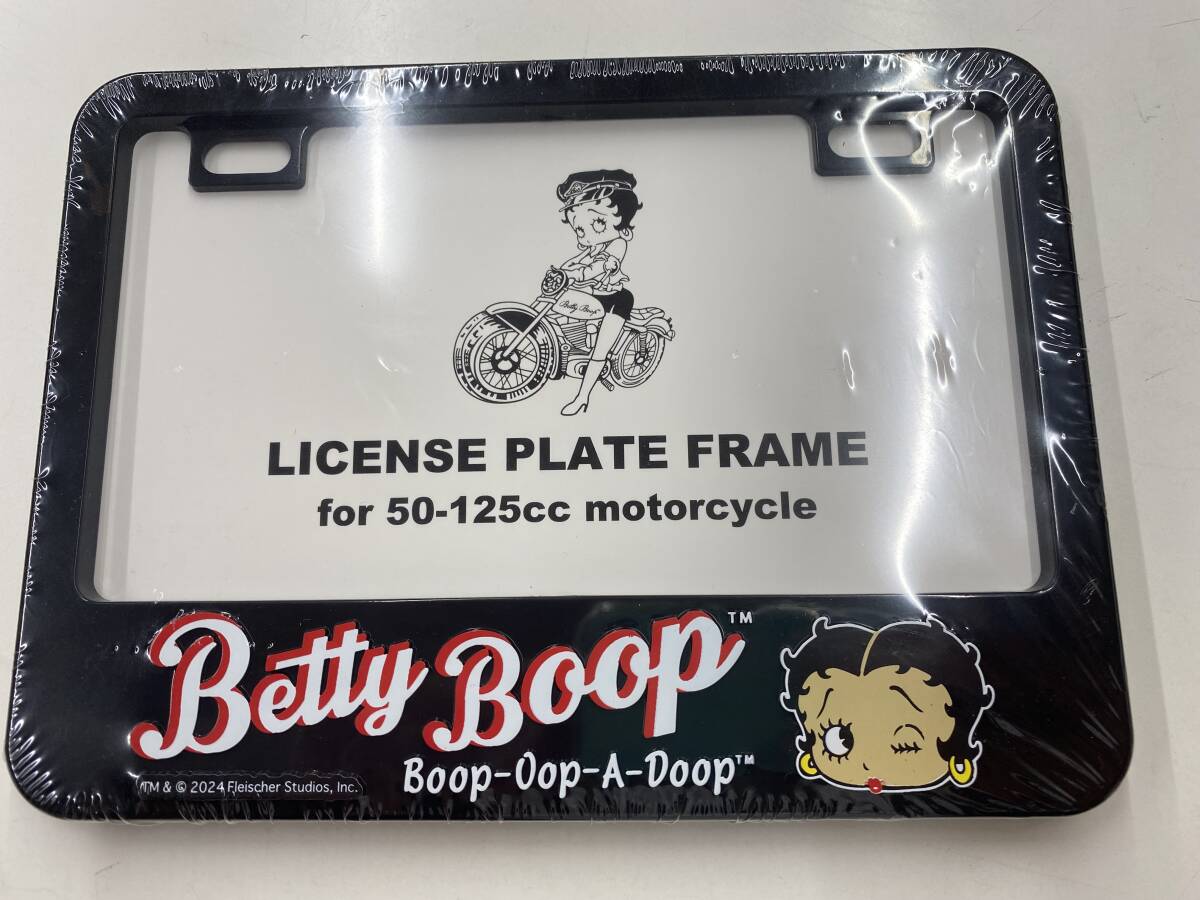 Betty Boop
LICENSE PLATE FRAME
for 50-125cc motorcycle
Betty Boop™
Boop-Oop-A-Doop™
TM & © 2024 Fleischer Studios, Inc.